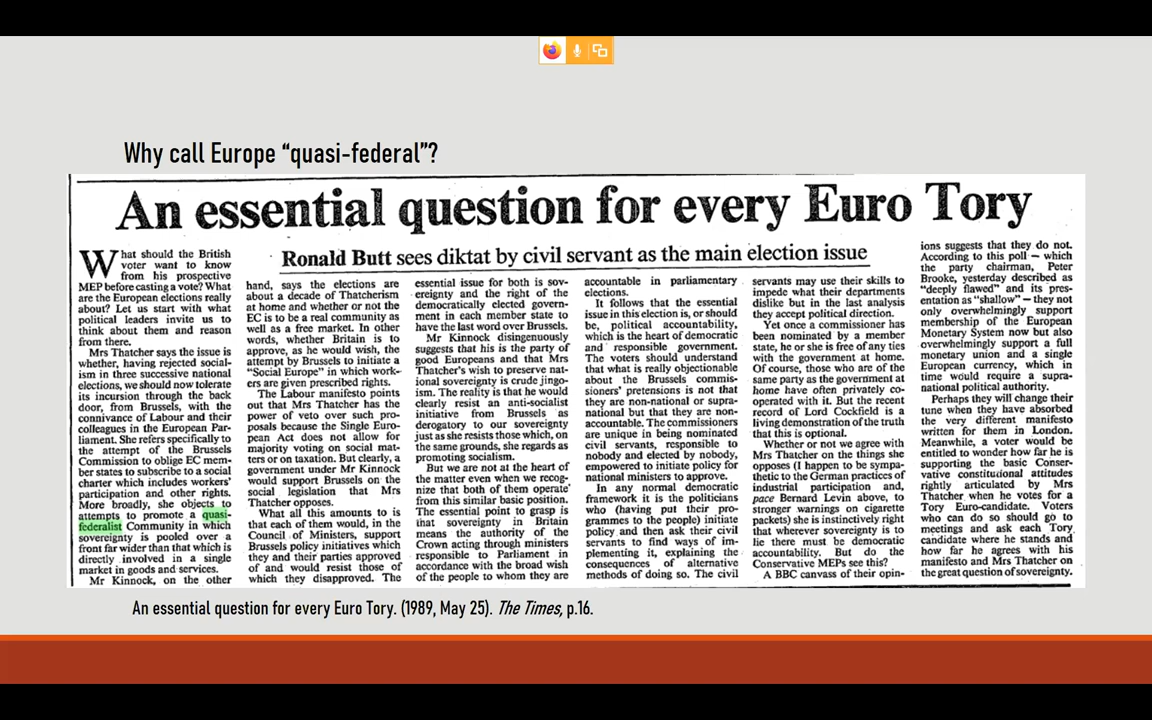 Why call Europe “quasi-federal”?
An essential question for every Euro Tory
Ronald Butt sees diktat by civil servant as the main election issue
What should the British
voter want to know
from his prospective
MEP before casting a vote? What
are the European elections really
about? Let us start with what
political leaders invite us to
think about them and reason
from there.
Mrs Thatcher says the issue is
whether, having rejected social-
ism in three successive national
elections, we should now tolerate
its incursion through the back
door, from Brussels, with the
connivance of Labour and their
colleagues in the European Par-
liament. She refers specifically to
the attempt of the Brussels
Commission to oblige EC mem-
ber states to subscribe to a social
charter which includes workers’
participation and other rights.
More broadly, she objects to
attempts to promote a quasi-
federalist Community in which
sovereignty is pooled over a
front far wider than that which is
directly involved in a single
market in goods and services.
Mr Kinnock, on the other
hand, says the elections are
about a decade of Thatcherism
at home and whether or not the
EC is to be a real community as
well as a free market. In other
words, whether Britain is to
approve, as he would wish, the
attempt by Brussels to initiate a
“Social Europe” in which work-
ers are given prescribed rights.
The Labour manifesto points
out that Mrs Thatcher has the
power of veto over such pro-
posals because the Single Euro-
pean Act does not allow for
majority voting on social mat-
ters or on taxation. But clearly, a
government under Mr Kinnock
would support Brussels on the
social legislation that Mrs
Thatcher opposes.
What all this amounts to is
that each of them would, in the
Council of Ministers, support
Brussels policy initiatives which
they and their parties approved
of and would resist those of
which they disapproved. The
essential issue for both is sov-
ereignty and the right of the
democratically elected govern-
ment in each member state to
have the last word over Brussels.
Mr Kinnock disingenuously
suggests that his is the party of
good Europeans and that Mrs
Thatcher’s wish to preserve nat-
ional sovereignty is crude jingo-
ism. The reality is that he would
clearly resist an anti-socialist
initiative from Brussels as
derogatory to our sovereignty
just as she resists those which, on
the same grounds, she regards as
promoting socialism.
But we are not at the heart of
the matter even when we recog-
nize that both of them operate
from this similar basic position.
The essential point to grasp is
that sovereignty in Britain
means the authority of the
Crown acting through ministers
responsible to Parliament in
accordance with the broad wish
of the people to whom they are
accountable in parliamentary
elections.
It follows that the essential
issue in this election is, or should
be, political accountability,
which is the heart of democratic
and responsible government.
The voters should understand
that what is really objectionable
about the Brussels commis-
sioners’ pretensions is not that
they are non-national or supra-
national but that they are non-
accountable. The commissioners
are unique in being nominated
civil servants, responsible to
nobody and elected by nobody,
empowered to initiate policy for
national ministers to approve.
In any normal democratic
framework it is the politicians
who (having put their pro-
grammes to the people) initiate
policy and then ask their civil
servants to find ways of im-
plementing it, explaining the
consequences of alternative
methods of doing so. The civil
servants may use their skills to
impede what their departments
dislike but in the last analysis
they accept political direction.
Yet once a commissioner has
been nominated by a member
state, he or she is free of any ties
with the government at home.
Of course, those who are of the
same party as the government at
home have often privately co-
operated with it. But the recent
record of Lord Cockfield is a
living demonstration of the truth
that this is optional.
Whether or not we agree with
Mrs Thatcher on the things she
opposes (I happen to be sympa-
thetic to the German practices of
industrial participation and,
pace Bernard Levin above, to
stronger warnings on cigarette
packets) she is instinctively right
that wherever sovereignty is to
lie there must be democratic
accountability. But do the
Conservative MEPs see this?
A BBC canvass of their opin-
ions suggests that they do not.
According to this poll — which
the party chairman, Peter
Brooke, yesterday described as
“deeply flawed” and its pres-
entation as “shallow” — they not
only overwhelmingly support
membership of the European
Monetary System now but also
overwhelmingly support a full
monetary union and a single
European currency, which in
time would require a supra-
national political authority.
Perhaps they will change their
tune when they have absorbed
the very different manifesto
written for them in London.
Meanwhile, a voter would be
entitled to wonder how far he is
supporting the basic Conser-
vative constitutional attitudes
rightly articulated by Mrs
Thatcher when he votes for a
Tory Euro-candidate. Voters
who can do so should go to
meetings and ask each Tory
candidate where he stands and
how far he agrees with his
manifesto and Mrs Thatcher on
the great question of sovereignty.
An essential question for every Euro Tory. (1989, May 25). The Times, p.16.